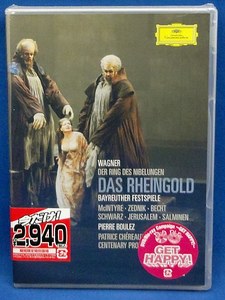 WAGNER
DER RING DES NIBELUNGEN
DAS RHEINGOLD
BAYREUTHER FESTSPIELE
McINTYRE · ZEDNIK · BECHT
SCHWARZ · JERUSALEM · SALMINEN
PIERRE BOULEZ
PATRICE CHÉREAU
CENTENARY PRO
2,940
GET
HAPPY!